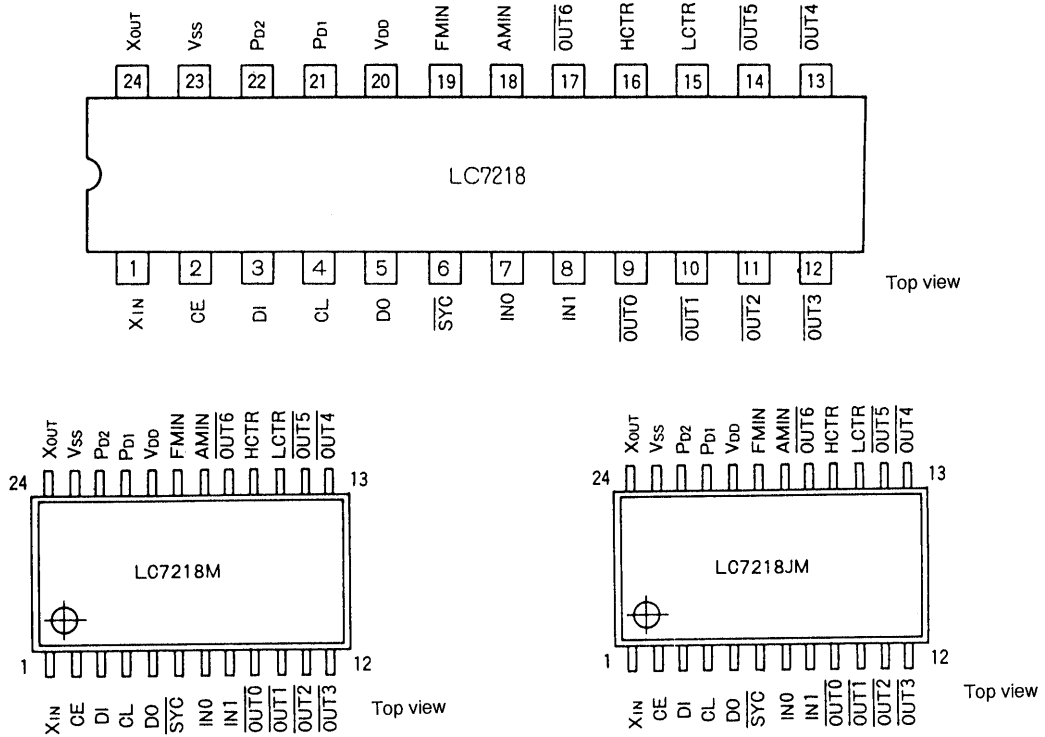 XOUT VSS PD2 PD1 VDD FMIN AMIN OUT6 HCTR LCTR OUT5 OUT4
24 23 22 21 20 19 18 17 16 15 14 13
LC7218
1 2 3 4 5 6 7 8 9 10 11 12
Top view
XIN CE DI CL DO SYC IN0 IN1 OUT0 OUT1 OUT2 OUT3
XOUT VSS PD2 PD1 VDD FMIN AMIN OUT6 HCTR LCTR OUT5 OUT4
24 13
LC7218M
1 12
XIN CE DI CL DO SYC IN0 IN1 OUT0 OUT1 OUT2 OUT3
Top view
XOUT VSS PD2 PD1 VDD FMIN AMIN OUT6 HCTR LCTR OUT5 OUT4
24 13
LC7218JM
1 12
XIN CE DI CL DO SYC IN0 IN1 OUT0 OUT1 OUT2 OUT3
Top view